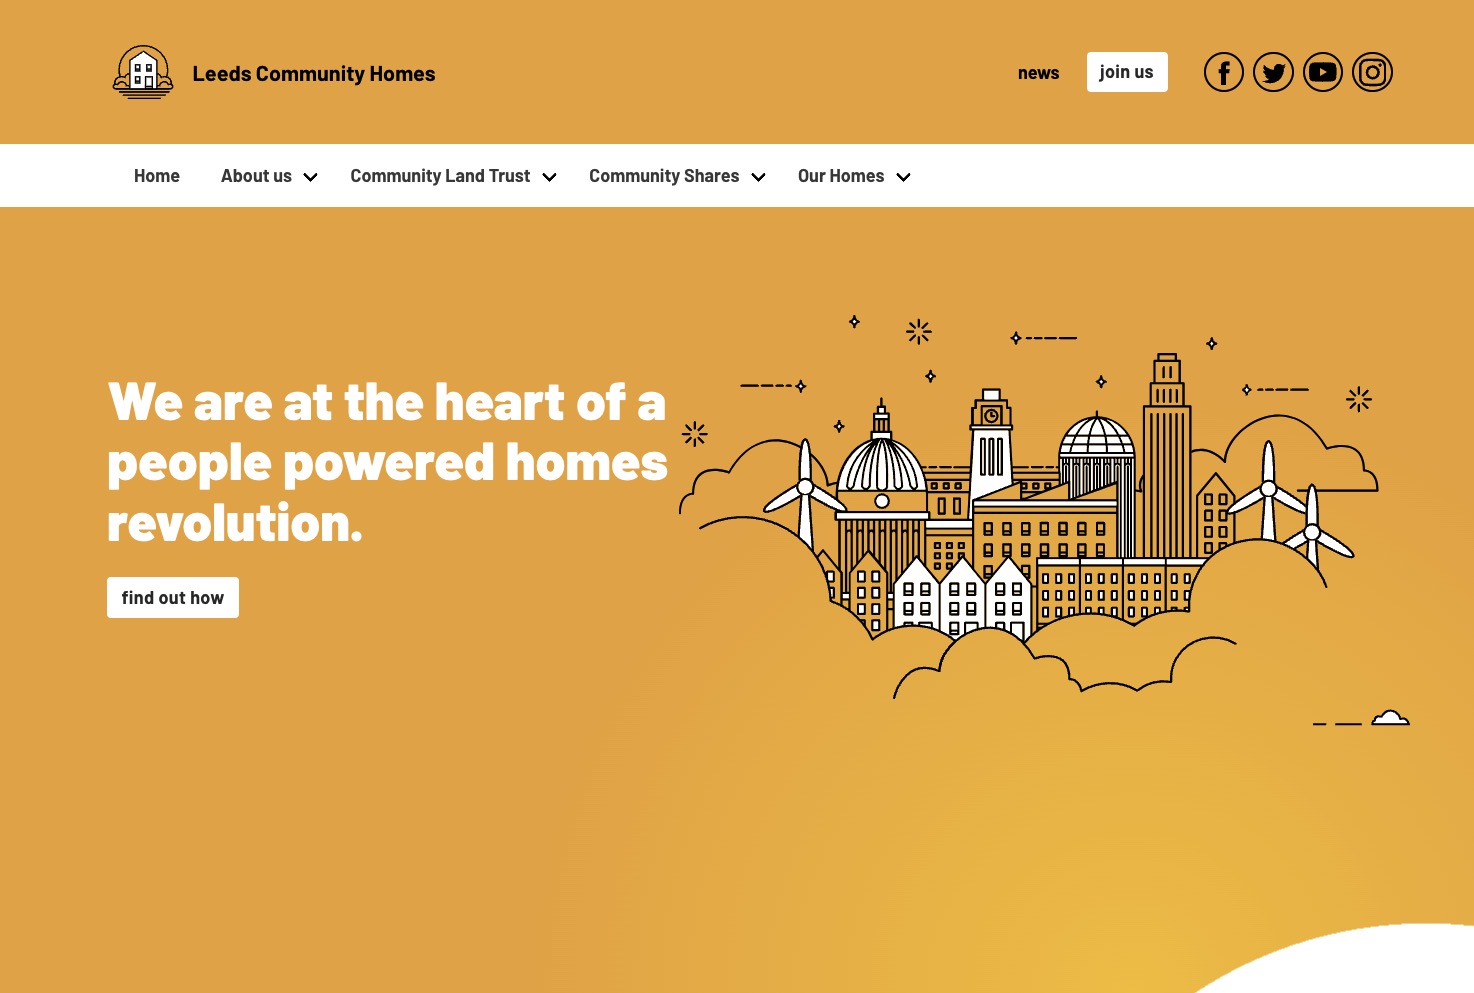 Leeds Community Homes
news
join us
Home
About us
Community Land Trust
Community Shares
Our Homes
We are at the heart of a
people powered homes
revolution.
find out how